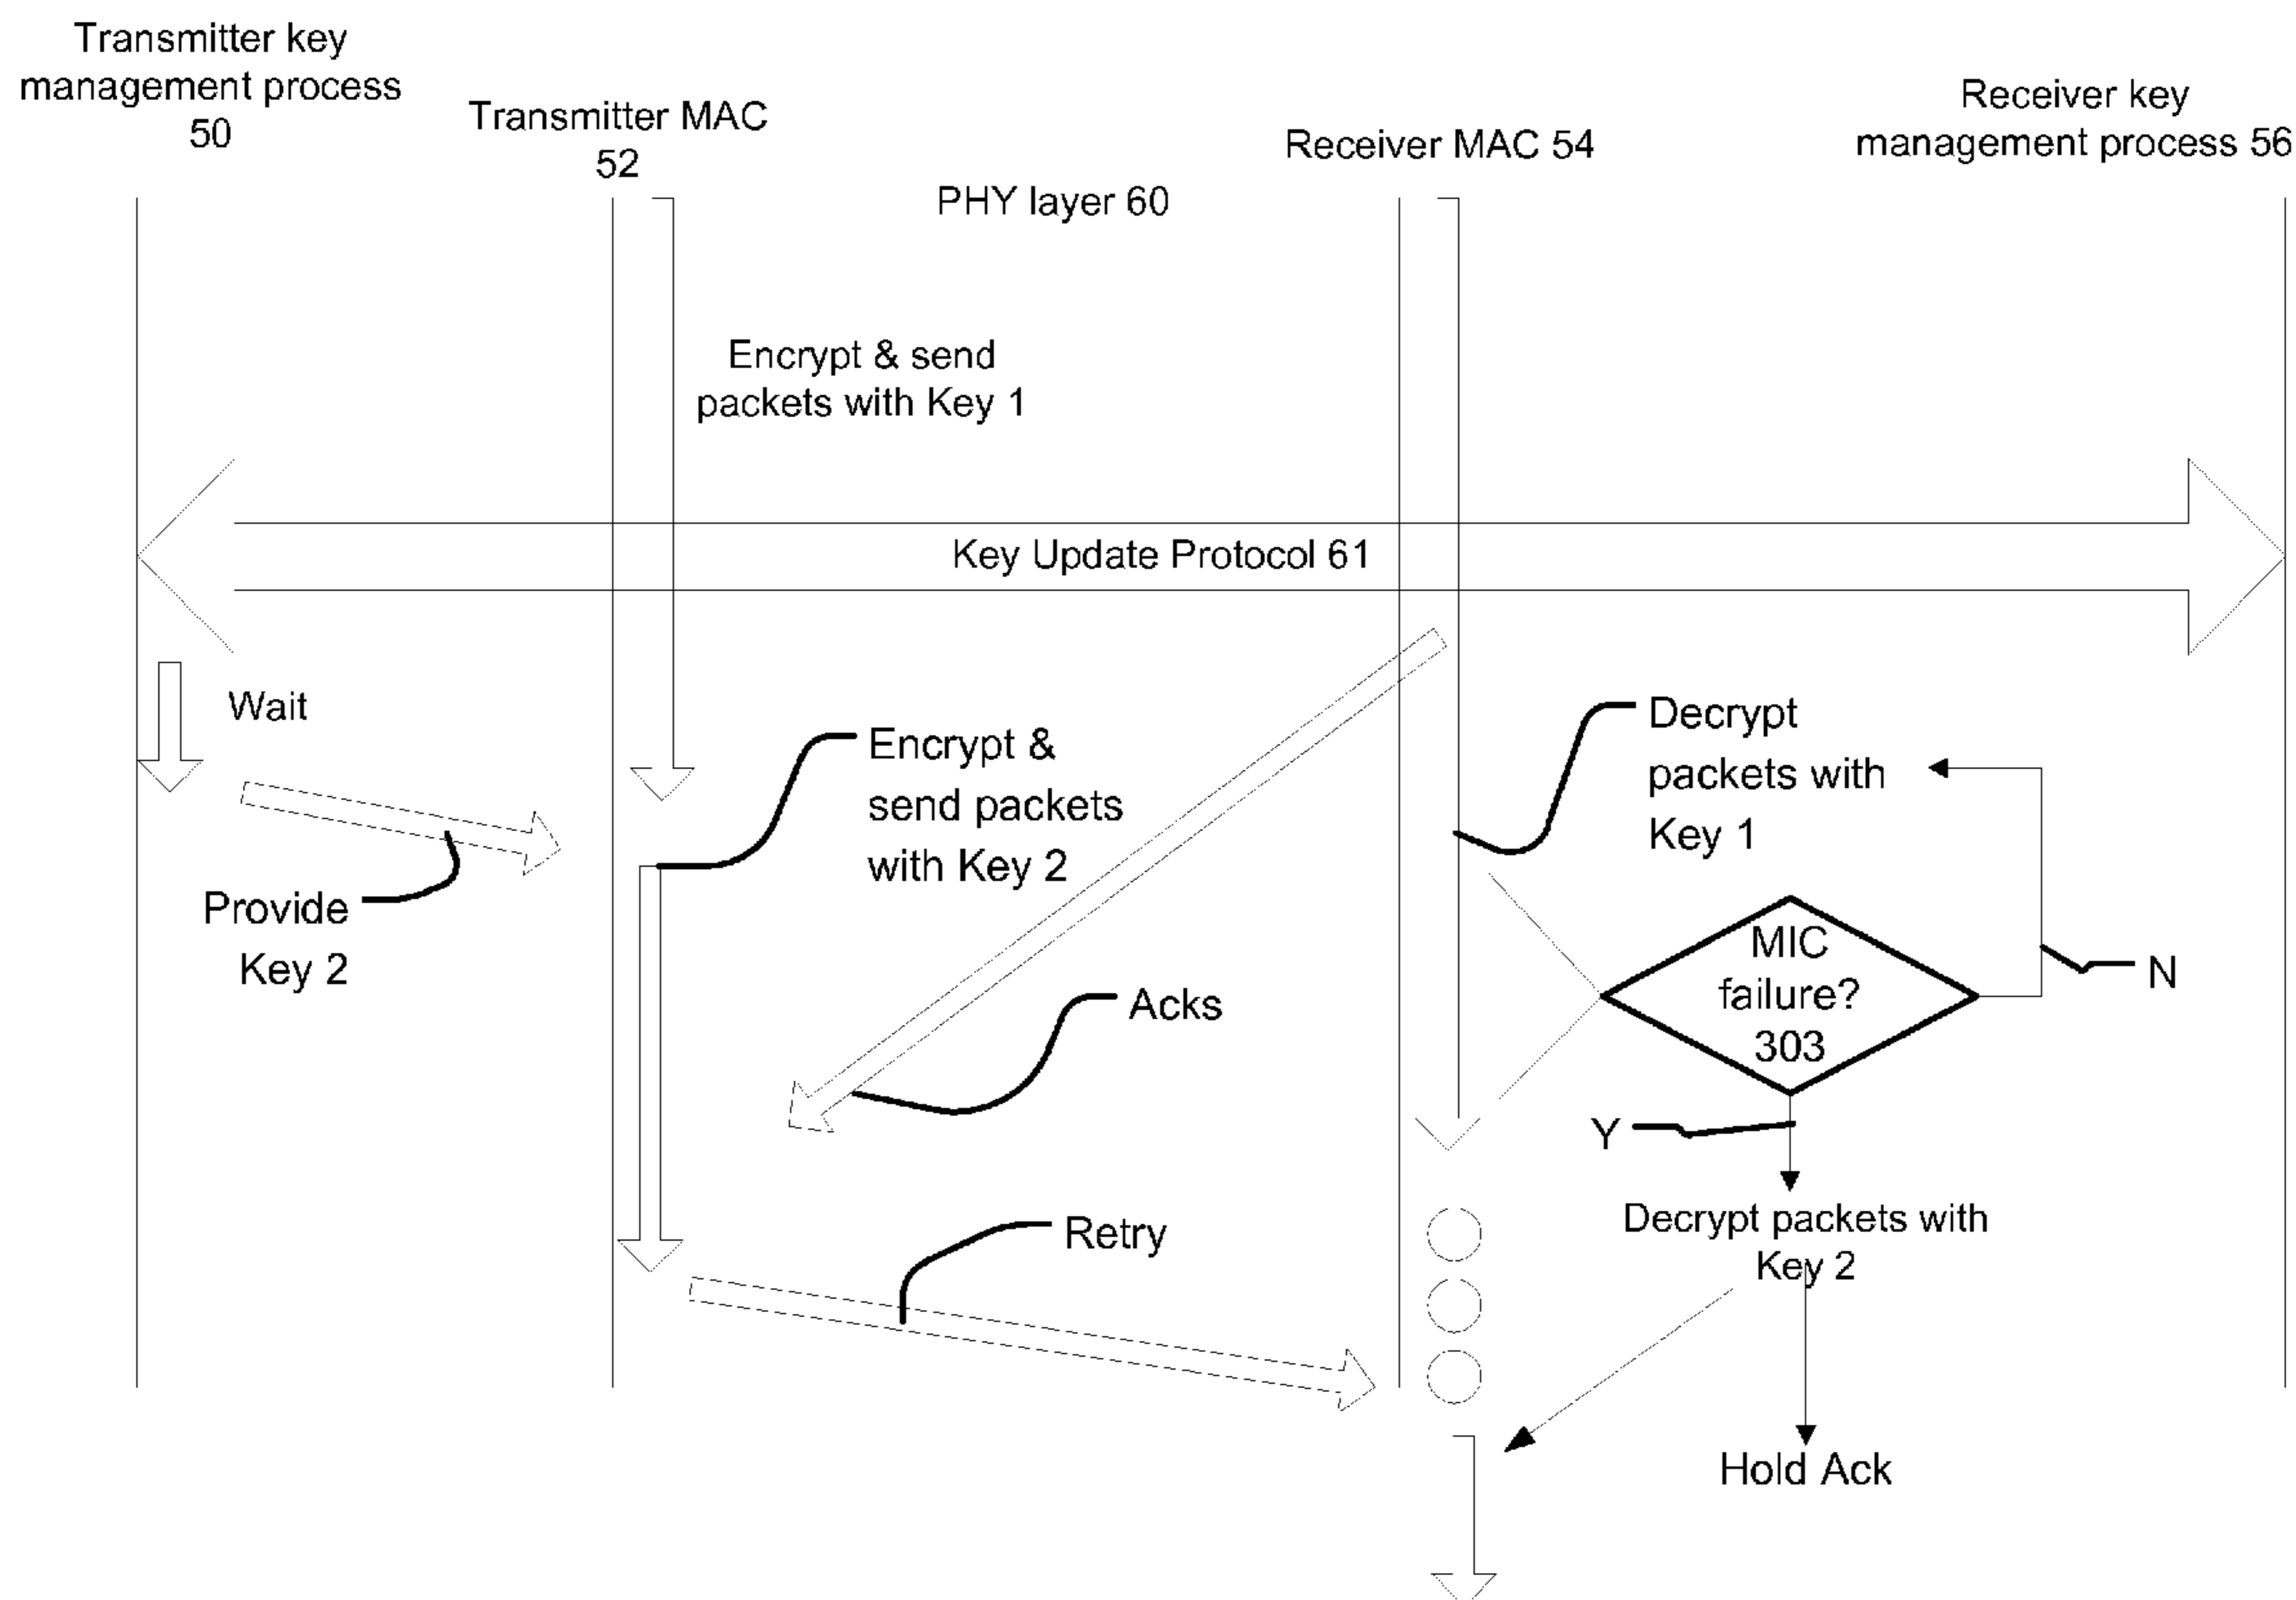 Transmitter key
management process
50
Transmitter MAC
52
PHY layer 60
Receiver MAC 54
Receiver key
management process 56
Encrypt & send
packets with Key 1
Key Update Protocol 61
Wait
Provide
Key 2
Encrypt &
send packets
with Key 2
Decrypt
packets with
Key 1
MIC
failure?
303
N
Y
Acks
Retry
Decrypt packets with
Key 2
Hold Ack